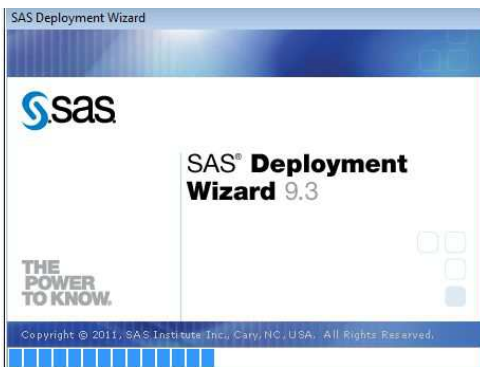 SAS Deployment Wizard
sas
SAS® Deployment
Wizard 9.3
THE
POWER
TO KNOW.
Copyright © 2011, SAS Institute Inc., Cary, NC, USA. All Rights Reserved.